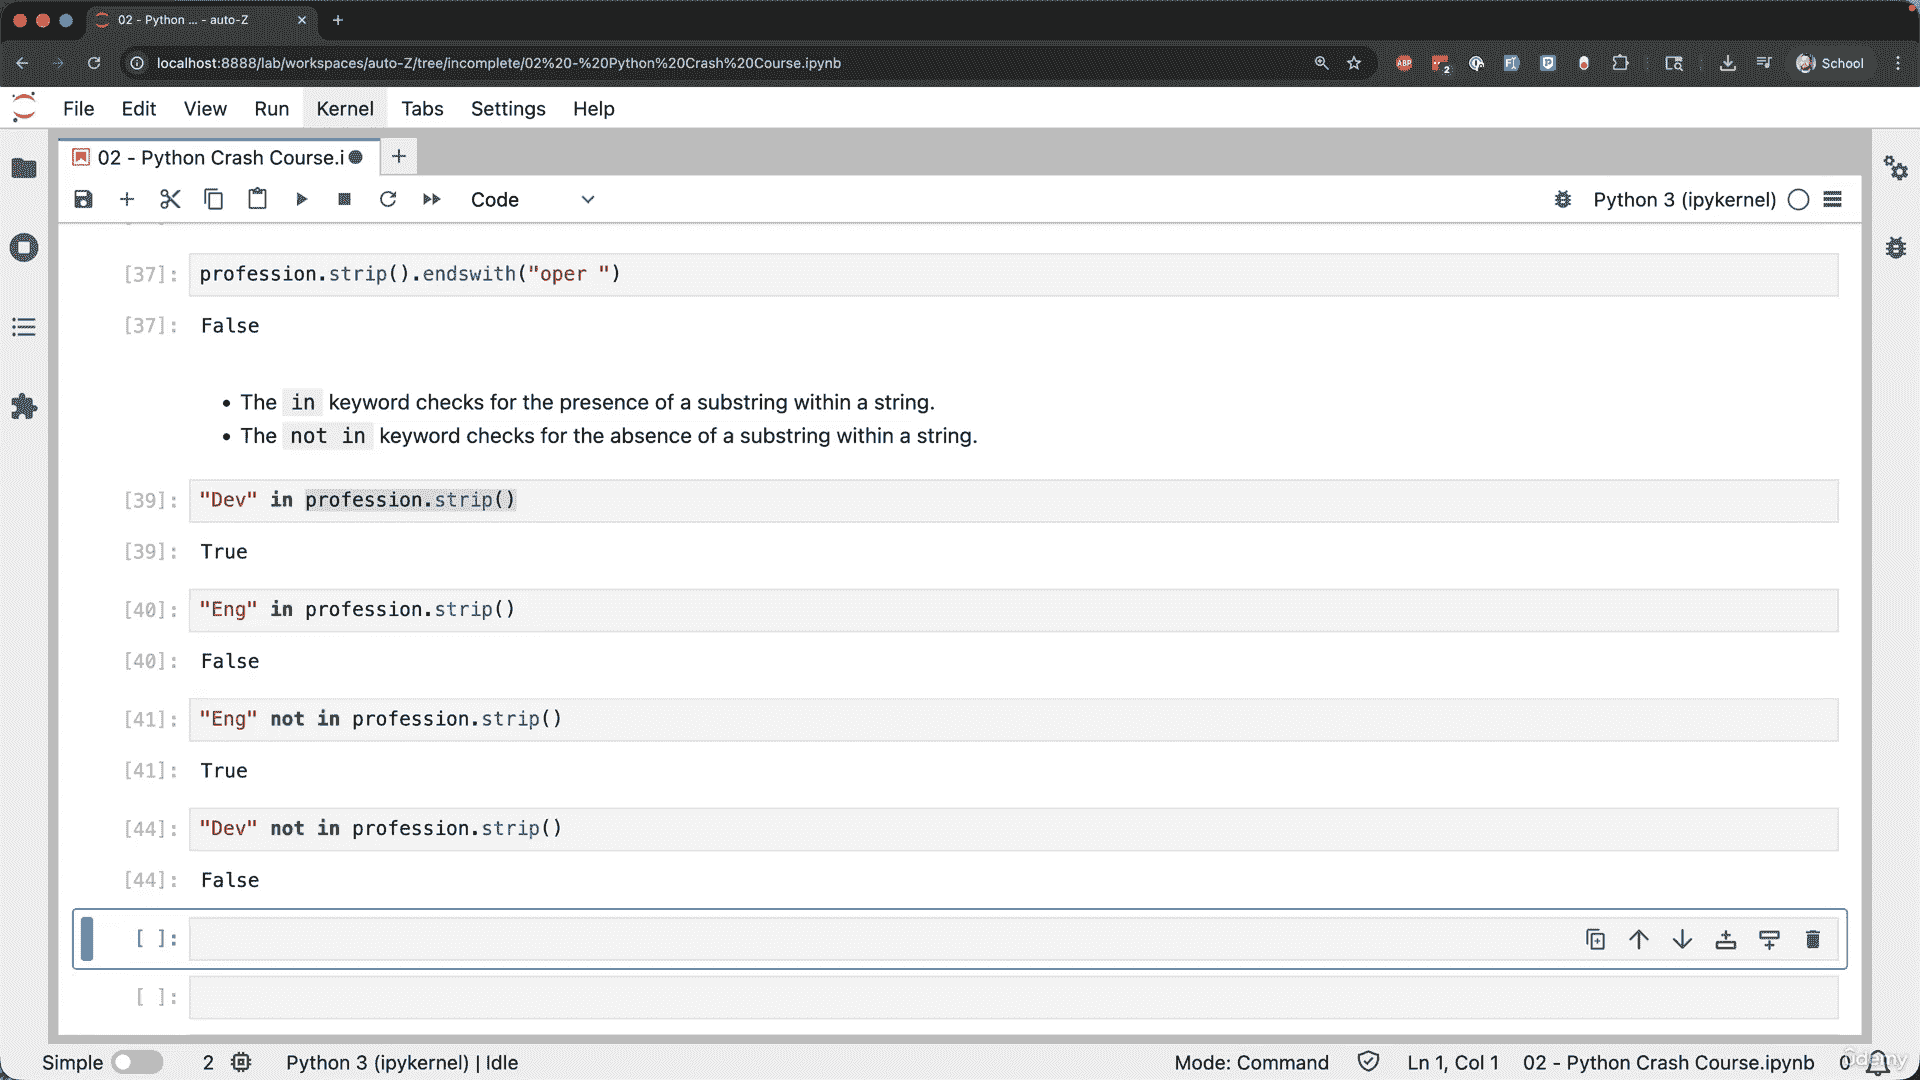 02 - Python ... - auto-Z
localhost:8888/lab/workspaces/auto-Z/tree/incomplete/02%20-%20Python%20Crash%20Course.ipynb
ABP
2
School
File Edit View Run Kernel Tabs Settings Help
02 - Python Crash Course.i
Code
Python 3 (ipykernel)
[37]: profession.strip().endswith("oper ")
[37]: False
• The in keyword checks for the presence of a substring within a string.
• The not in keyword checks for the absence of a substring within a string.
[39]: "Dev" in profession.strip()
[39]: True
[40]: "Eng" in profession.strip()
[40]: False
[41]: "Eng" not in profession.strip()
[41]: True
[44]: "Dev" not in profession.strip()
[44]: False
[ ]:
[ ]:
Simple 2 Python 3 (ipykernel) | Idle Mode: Command Ln 1, Col 1 02 - Python Crash Course.ipynb 0
Udemy